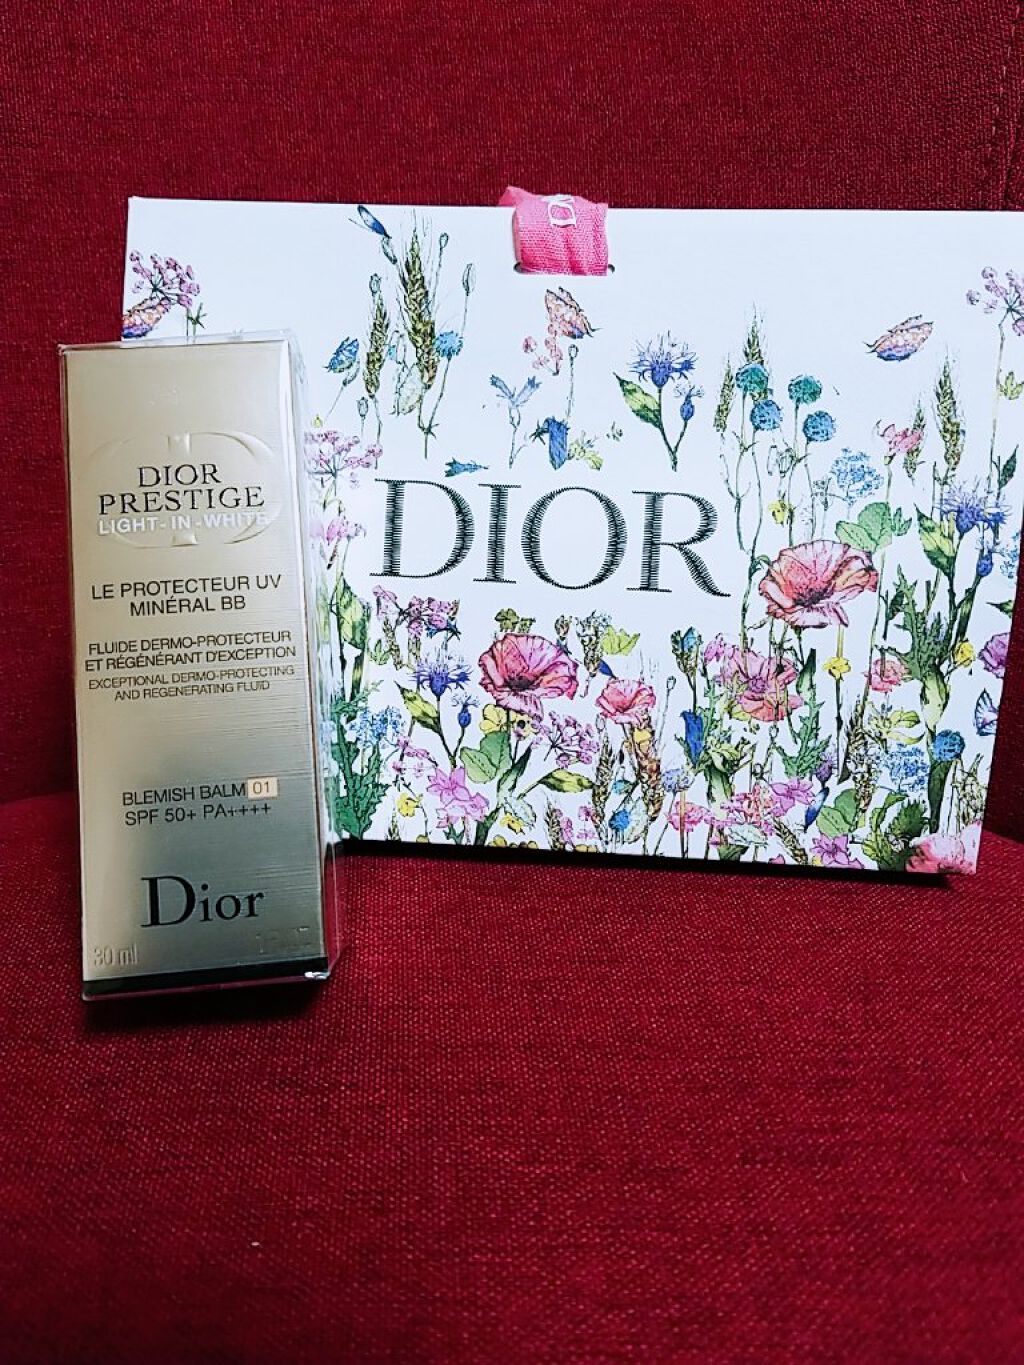 DIOR
PRESTIGE
LIGHT-IN-WHITE
LE PROTECTEUR UV
MINÉRAL BB
FLUIDE DERMO-PROTECTEUR
ET RÉGÉNÉRANT D'EXCEPTION
EXCEPTIONAL DERMO-PROTECTING
AND REGENERATING FLUID
BLEMISH BALM 01
SPF 50+ PA++++
Dior
30 ml
DIOR